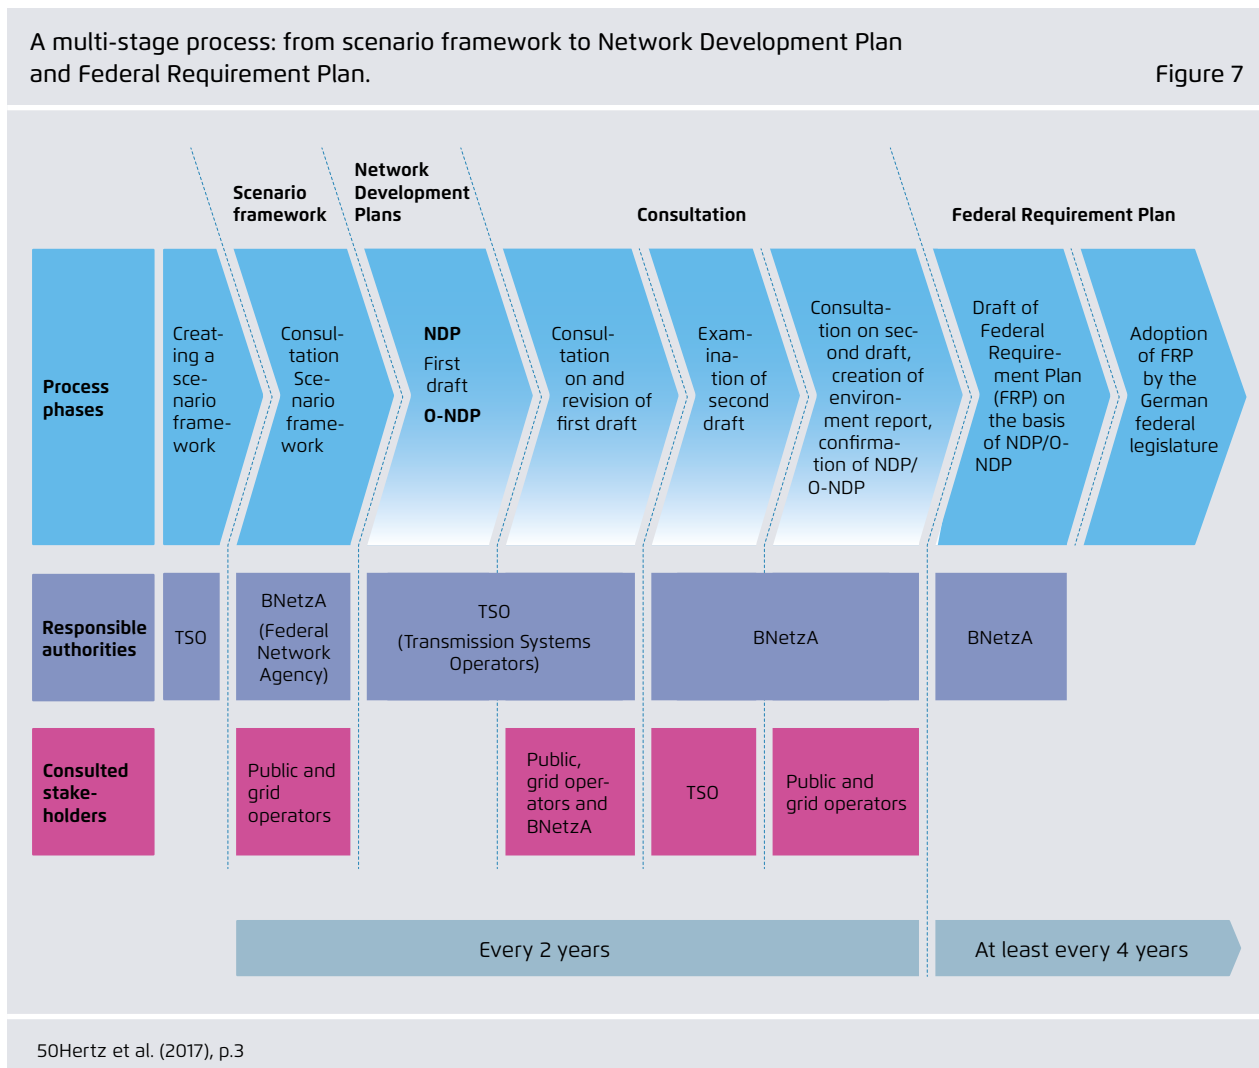 A multi-stage process: from scenario framework to Network Development Plan
and Federal Requirement Plan.
Figure 7
Scenario
framework
Network
Development
Plans
Consultation
Federal Requirement Plan
Process
phases
Creat-
ing a
sce-
nario
frame-
work
Consul-
tation
Sce-
nario
frame-
work
NDP
First
draft
O-NDP
Consul-
tation
on and
revision of
first draft
Exam-
ina-
tion of
second
draft
Consulta-
tion on sec-
ond draft,
creation of
environ-
ment report,
confirma-
tion of NDP/
O-NDP
Draft of
Federal
Require-
ment Plan
(FRP) on
the basis
of NDP/O-
NDP
Adoption
of FRP
by the
German
federal
legislature
Responsible
authorities
TSO
BNetzA
(Federal
Network
Agency)
TSO
(Transmission Systems
Operators)
BNetzA
BNetzA
Consulted
stake-
holders
Public and
grid
operators
Public,
grid oper-
ators and
BNetzA
TSO
Public and
grid operators
Every 2 years
At least every 4 years
50Hertz et al. (2017), p.3